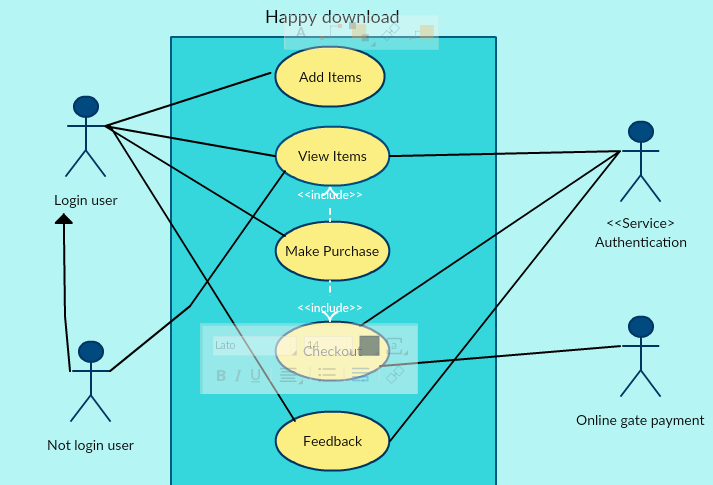 Happy download
A
Add Items
View Items
Login user
<<include>>
<<Service>
Authentication
Make Purchase
<<include>>
Lato
14
Checkout
B I U
Online gate payment
Not login user
Feedback